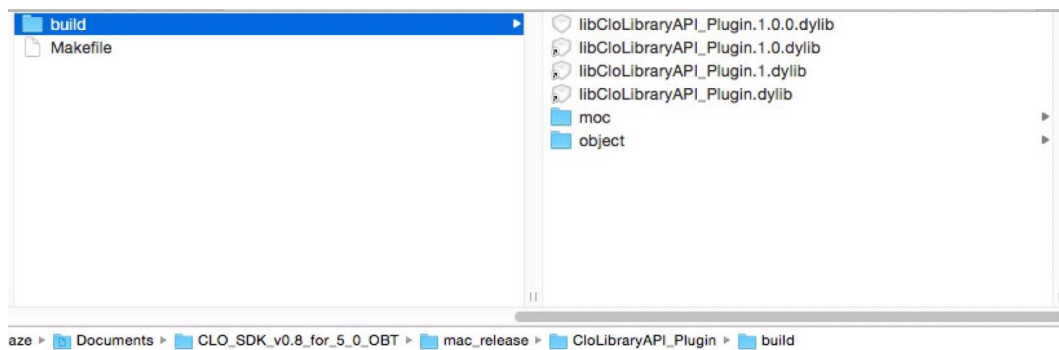 build
Makefile
libCloLibraryAPI_Plugin.1.0.0.dylib
libCloLibraryAPI_Plugin.1.0.dylib
libCloLibraryAPI_Plugin.1.dylib
libCloLibraryAPI_Plugin.dylib
moc
object
aze Documents CLO_SDK_v0.8_for_5_0_OBT mac_release CloLibraryAPI_Plugin build